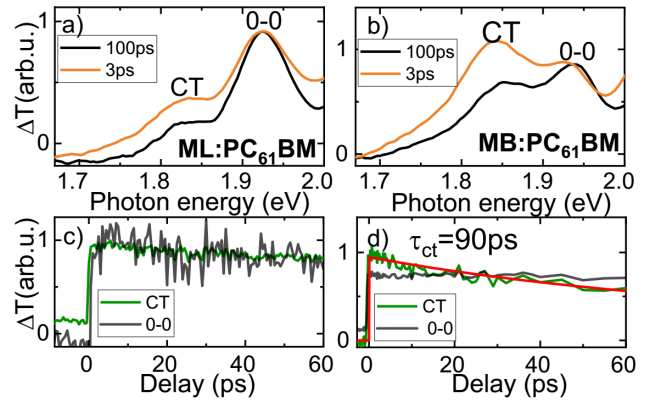 a)
0-0
100ps
3ps
CT
ML:PC61BM
ΔT(arb.u.)
1
0
1.7 1.8 1.9 2.0
Photon energy (eV)
b)
CT
100ps
3ps
0-0
MB:PC61BM
1
0
1.7 1.8 1.9 2.0
Photon energy (eV)
c)
CT
0-0
ΔT(arb.u.)
1
0
0 20 40 60
Delay (ps)
d)
τct=90ps
CT
0-0
1
0
0 20 40 60
Delay (ps)